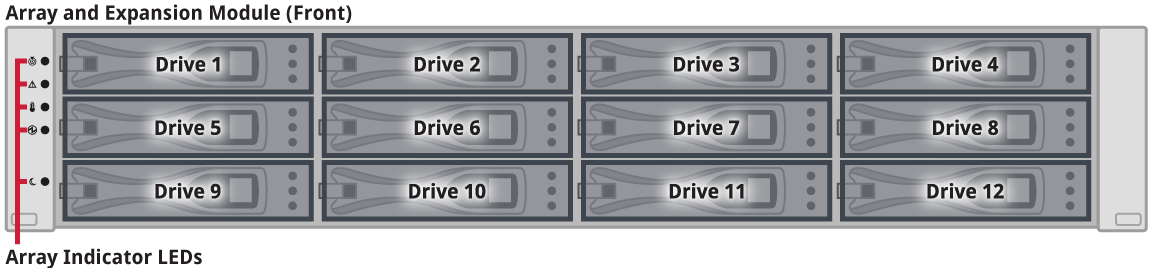 Array and Expansion Module (Front)
Drive 1
Drive 2
Drive 3
Drive 4
Drive 5
Drive 6
Drive 7
Drive 8
Drive 9
Drive 10
Drive 11
Drive 12
Array Indicator LEDs